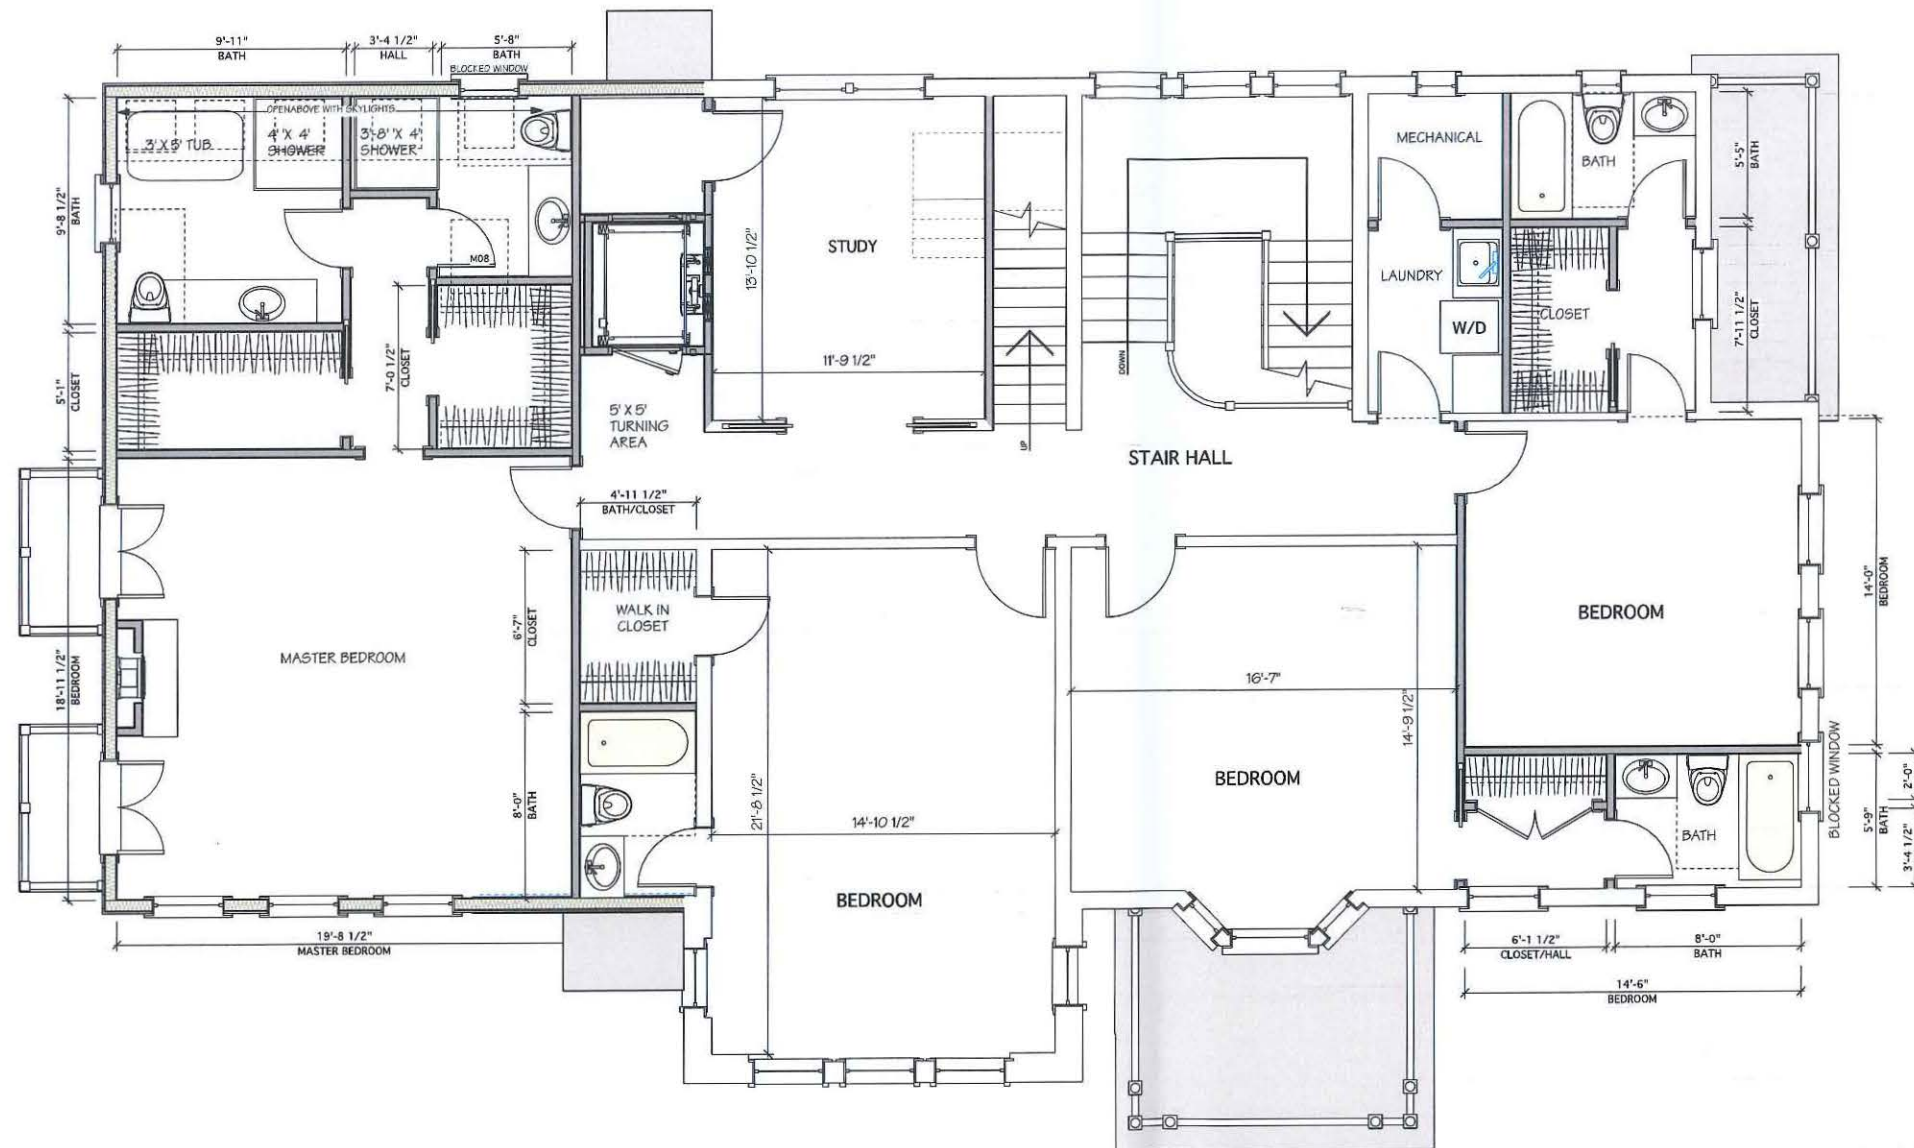 9'-11"
BATH
3'-4 1/2"
HALL
5'-8"
BATH
BLOCKED WINDOW
OPEN ABOVE WITH SKYLIGHTS
3' X 5' TUB
4' X 4'
SHOWER
3'-8" X 4'
SHOWER
9'-8 1/2"
BATH
M08
5'-1"
CLOSET
7'-0 1/2"
CLOSET
13'-10 1/2"
STUDY
11'-9 1/2"
5' X 5'
TURNING
AREA
UP
DOWN
MECHANICAL
LAUNDRY
W/D
BATH
5'-5"
BATH
CLOSET
7'-11 1/2"
CLOSET
STAIR HALL
4'-11 1/2"
BATH/CLOSET
WALK IN
CLOSET
6'-7"
CLOSET
8'-0"
BATH
MASTER BEDROOM
18'-11 1/2"
BEDROOM
19'-8 1/2"
MASTER BEDROOM
21'-8 1/2"
14'-10 1/2"
BEDROOM
16'-7"
14'-9 1/2"
BEDROOM
BEDROOM
14'-0"
BEDROOM
BLOCKED WINDOW
BATH
5'-9"
BATH
2'-0"
3'-4 1/2"
6'-1 1/2"
CLOSET/HALL
8'-0"
BATH
14'-6"
BEDROOM